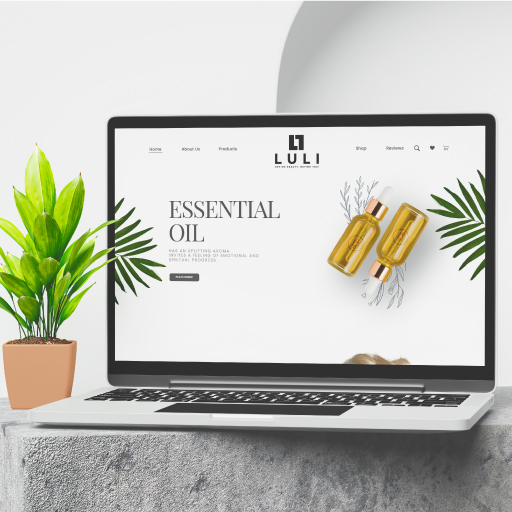 Home
About Us
Products
LULI
Shop
Reviews
ESSENTIAL
OIL
HAS AN UPLIFTING AROMA
INVITES A FEELING OF EMOTIONAL AND
SPIRITUAL PROGRESS